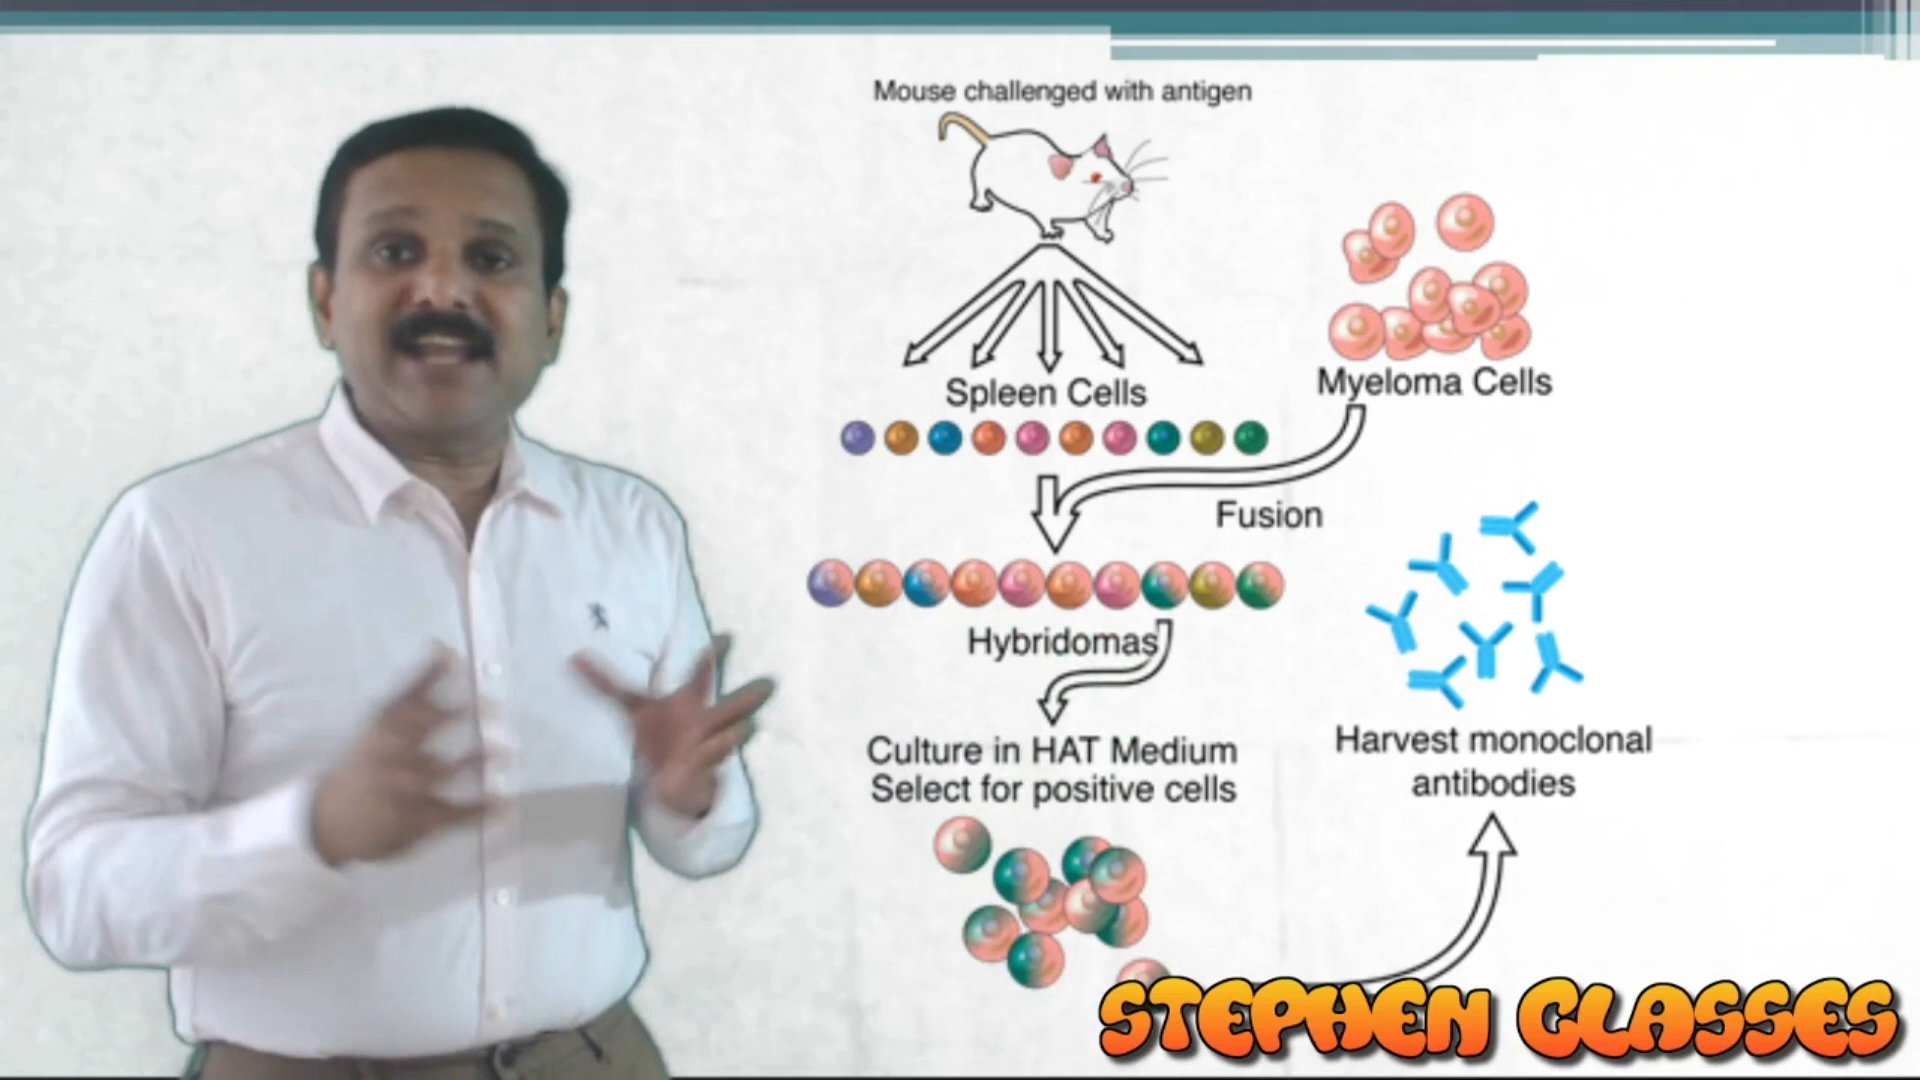 Mouse challenged with antigen
Spleen Cells
Myeloma Cells
Fusion
Hybridomas
Culture in HAT Medium
Select for positive cells
Harvest monoclonal
antibodies
STEPHEN CLASSES